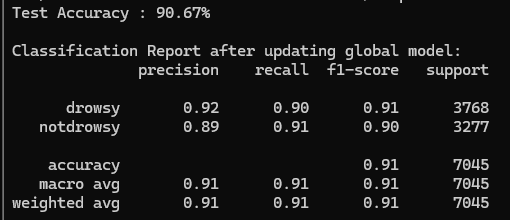 Test Accuracy : 90.67%
Classification Report after updating global model:
precision recall f1-score support
drowsy 0.92 0.90 0.91 3768
notdrowsy 0.89 0.91 0.90 3277
accuracy 0.91 7045
macro avg 0.91 0.91 0.91 7045
weighted avg 0.91 0.91 0.91 7045